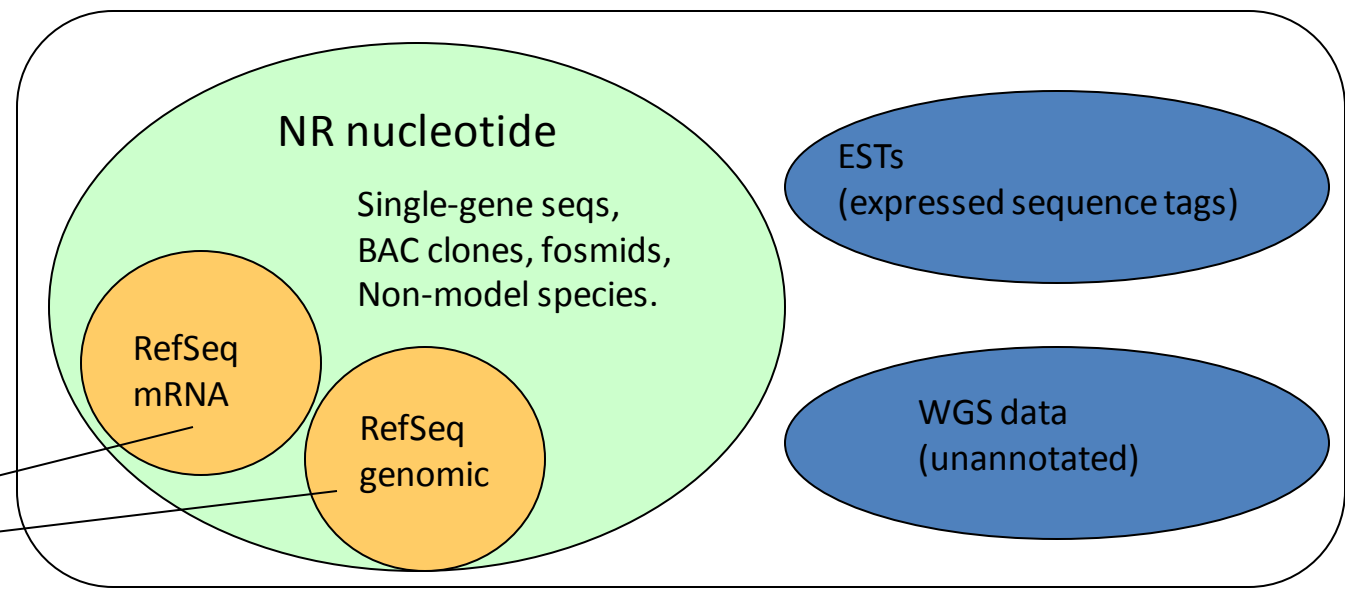 NR nucleotide
Single-gene seqs,
BAC clones, fosmids,
Non-model species.
RefSeq
mRNA
RefSeq
genomic
ESTs
(expressed sequence tags)
WGS data
(unannotated)